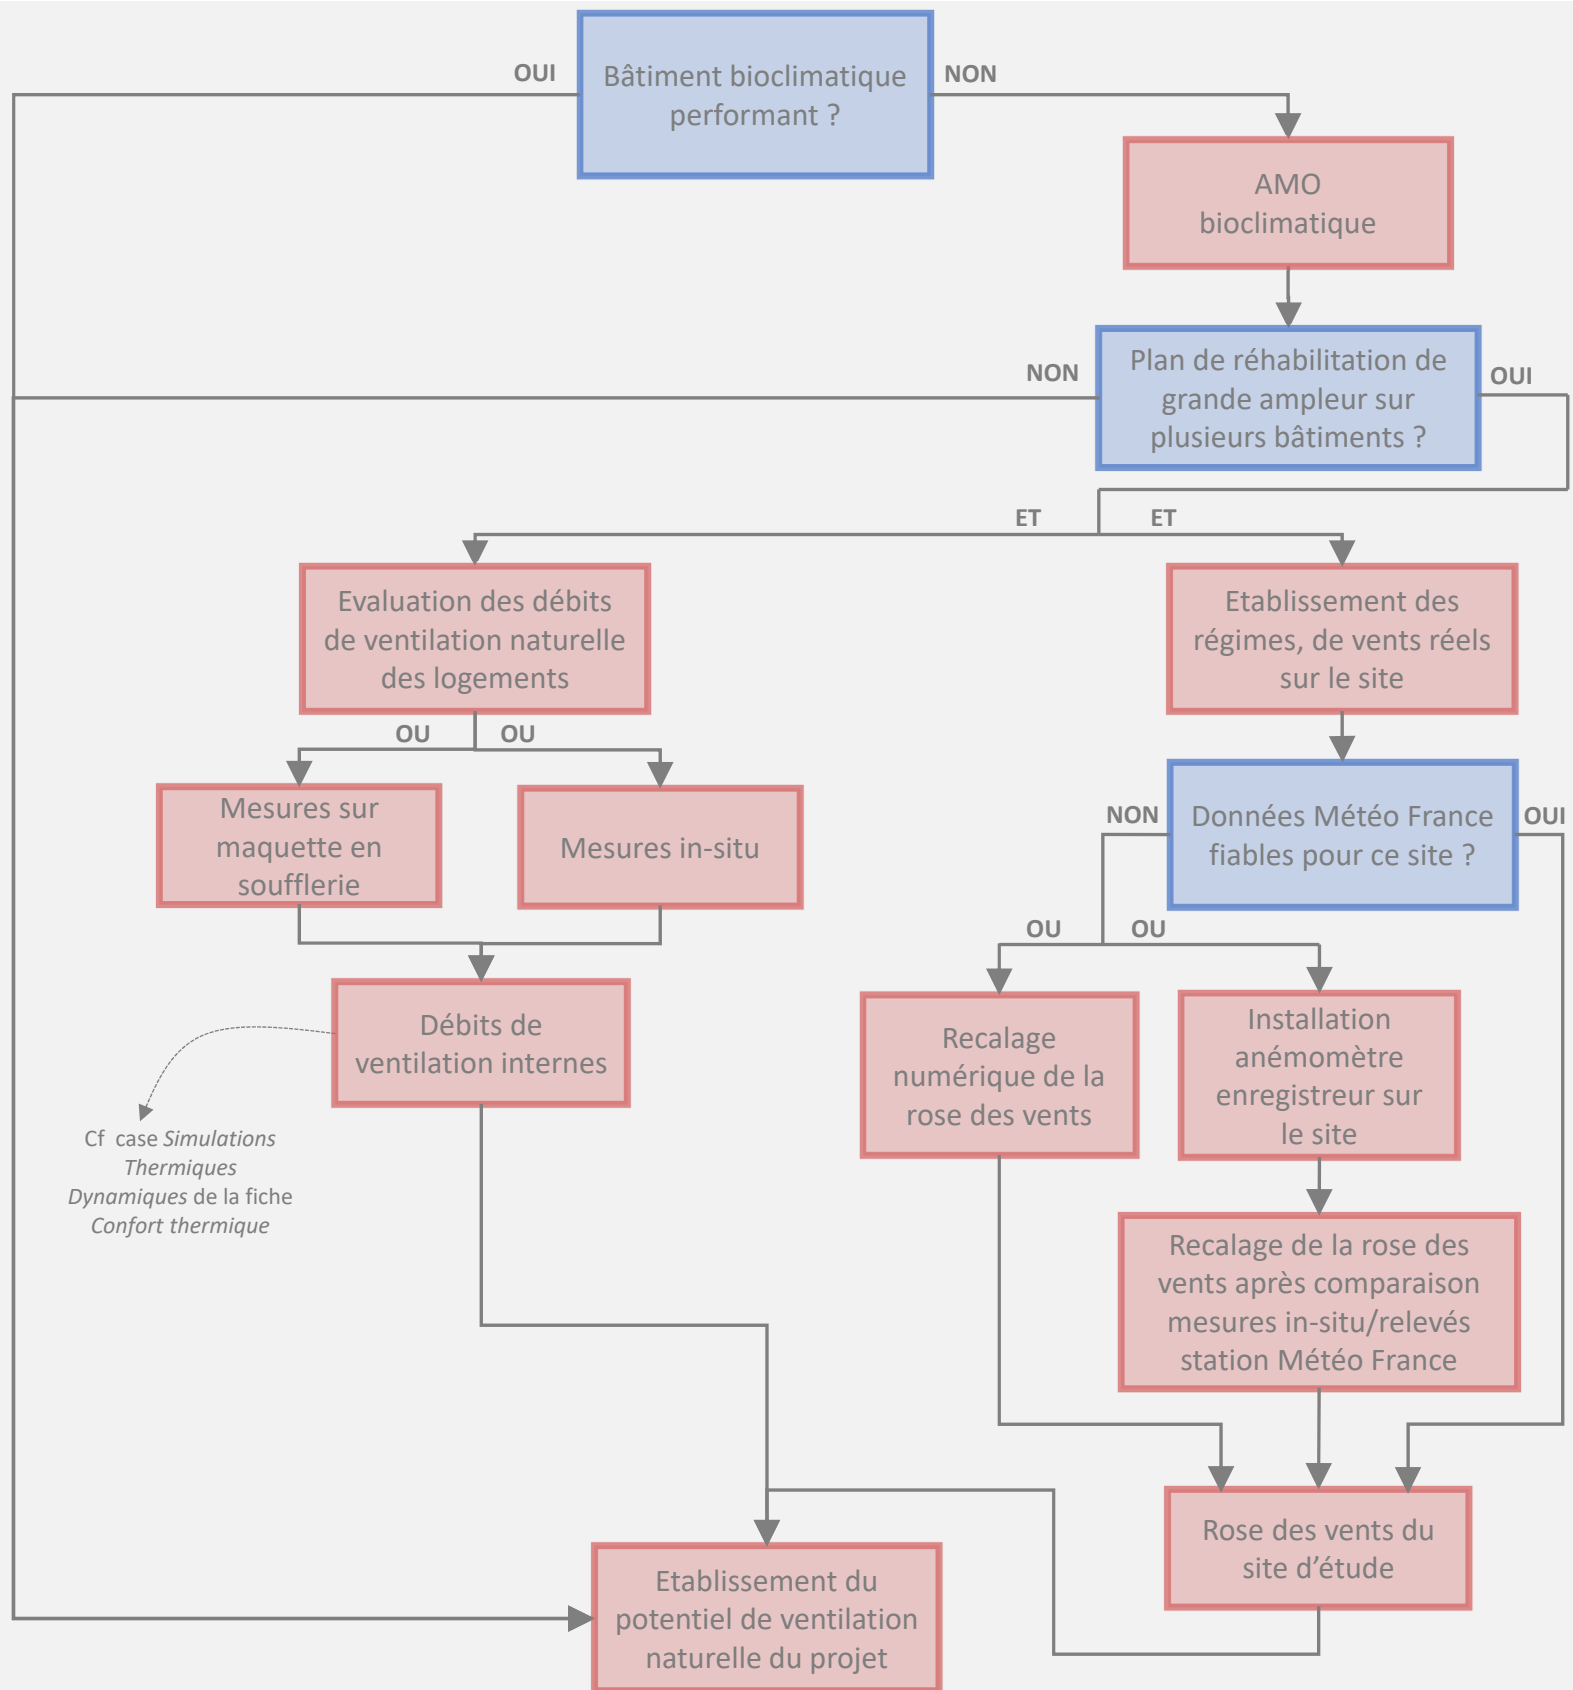 OUI
Bâtiment bioclimatique
performant ?
NON
AMO
bioclimatique
NON
Plan de réhabilitation de
grande ampleur sur
plusieurs bâtiments ?
OUI
ET
ET
Evaluation des débits
de ventilation naturelle
des logements
Etablissement des
régimes, de vents réels
sur le site
OU
OU
Mesures sur
maquette en
soufflerie
Mesures in-situ
NON
Données Météo France
fiables pour ce site ?
OUI
OU
OU
Débits de
ventilation internes
Recalage
numérique de la
rose des vents
Installation
anémomètre
enregistreur sur
le site
Cf case Simulations
Thermiques
Dynamiques de la fiche
Confort thermique
Recalage de la rose des
vents après comparaison
mesures in-situ/relevés
station Météo France
Rose des vents du
site d’étude
Etablissement du
potentiel de ventilation
naturelle du projet